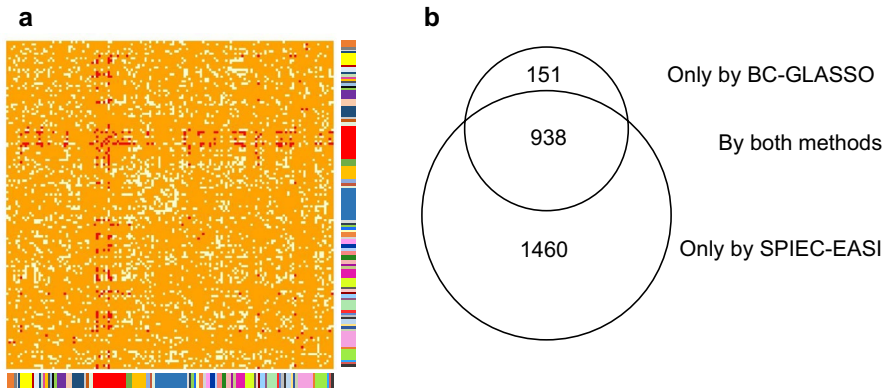 a
b
151
Only by BC-GLASSO
938
By both methods
1460
Only by SPIEC-EASI